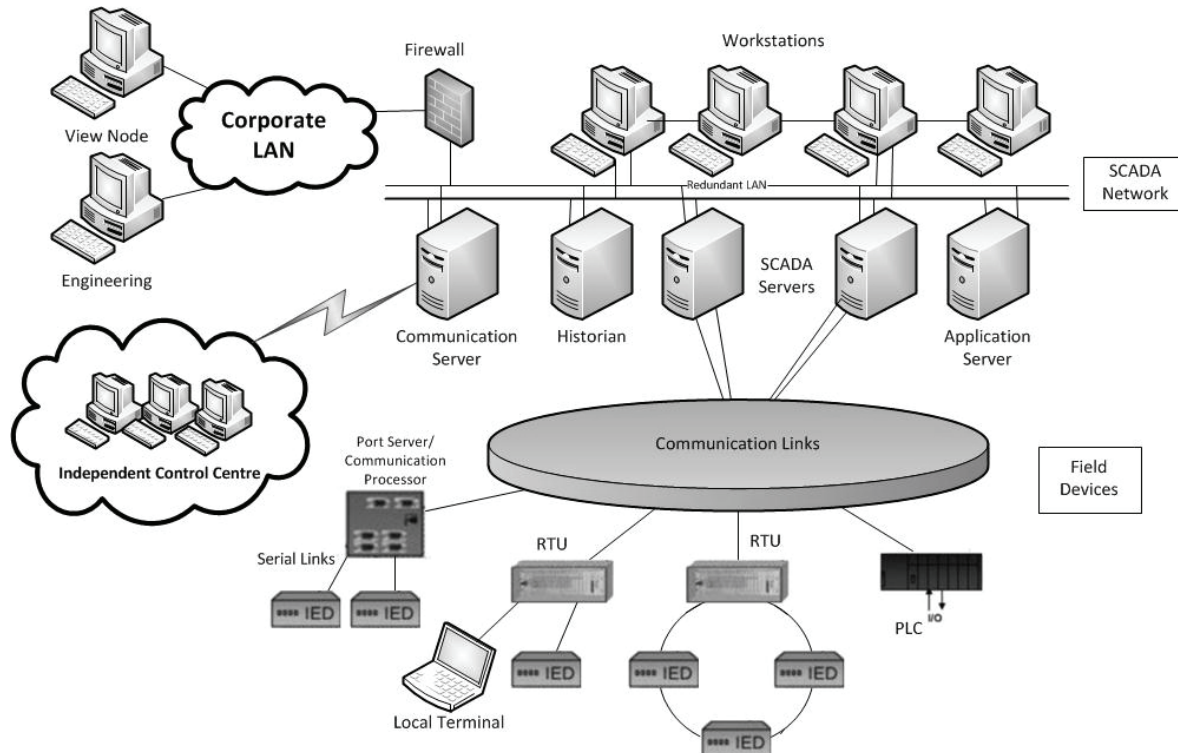 Workstations
Firewall
Corporate
LAN
View Node
SCADA
Network
Redundant LAN
Engineering
SCADA
Servers
Communication
Server
Historian
Application
Server
Independent Control Centre
Communication Links
Port Server/
Communication
Processor
Field
Devices
Serial Links
RTU
RTU
IED
IED
PLC
I/O
IED
IED
IED
Local Terminal
IED